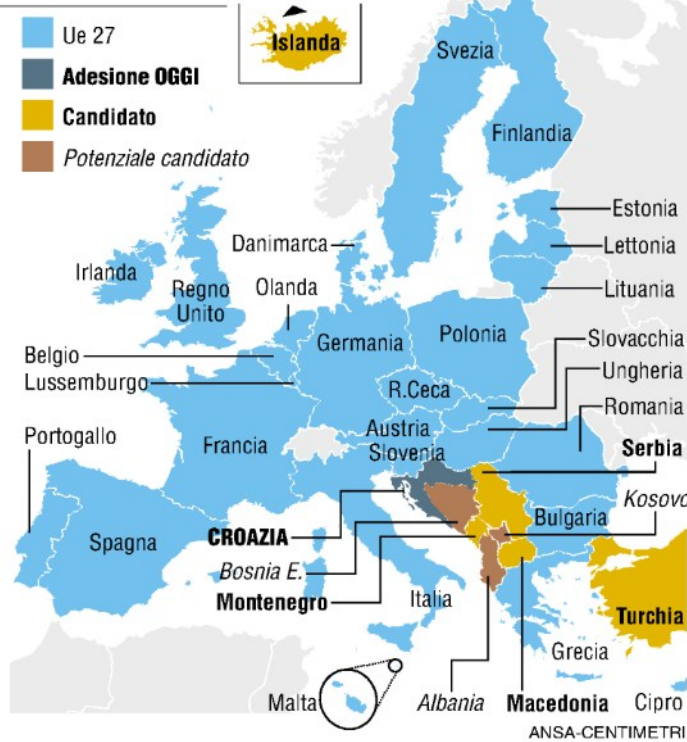 Ue 27
Adesione OGGI
Candidato
Potenziale candidato
Islanda
Svezia
Finlandia
Estonia
Lettonia
Lituania
Danimarca
Irlanda
Regno
Unito
Olanda
Germania
Polonia
Belgio
Lussemburgo
Slovacchia
Ungheria
Romania
R.Ceca
Austria
Slovenia
Portogallo
Francia
Serbia
Kosovo
Spagna
CROAZIA
Bosnia E.
Montenegro
Bulgaria
Italia
Turchia
Grecia
Malta
Albania
Macedonia
Cipro
ANSA-CENTIMETRI